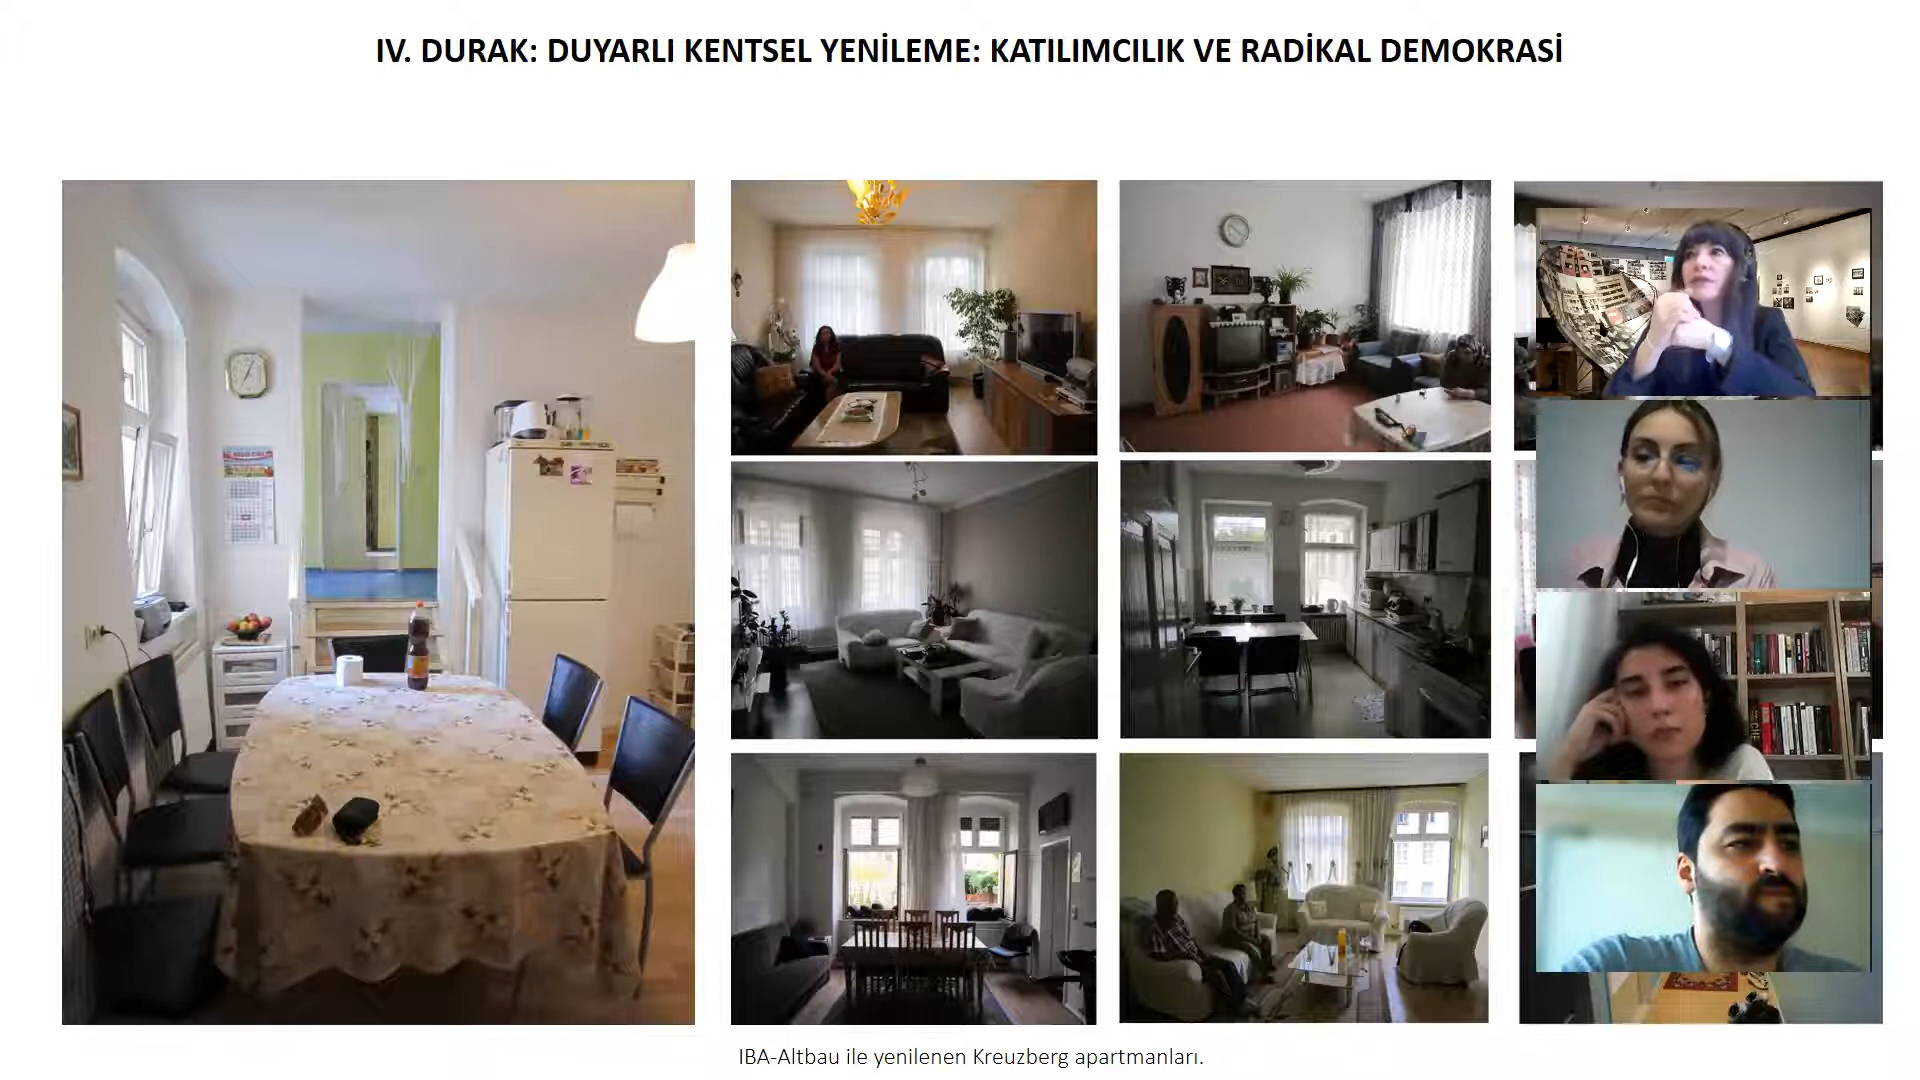 IV. DURAK: DUYARLI KENTSEL YENİLEME: KATILIMCILIK VE RADİKAL DEMOKRASİ
IBA-Altbau ile yenilenen Kreuzberg apartmanları.